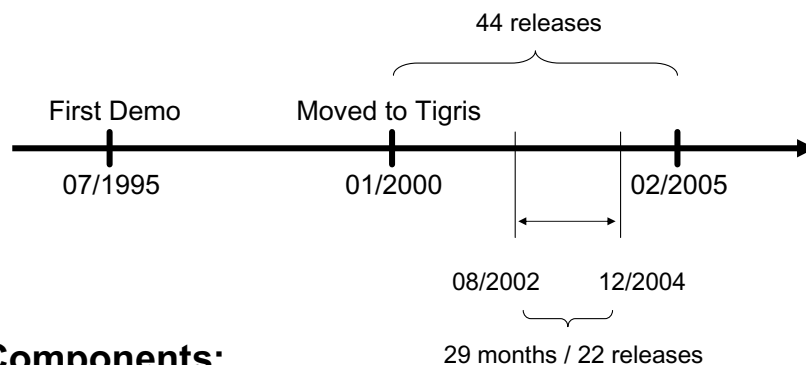 44 releases
First Demo
Moved to Tigris
07/1995
01/2000
02/2005
08/2002
12/2004
Components:
29 months / 22 releases